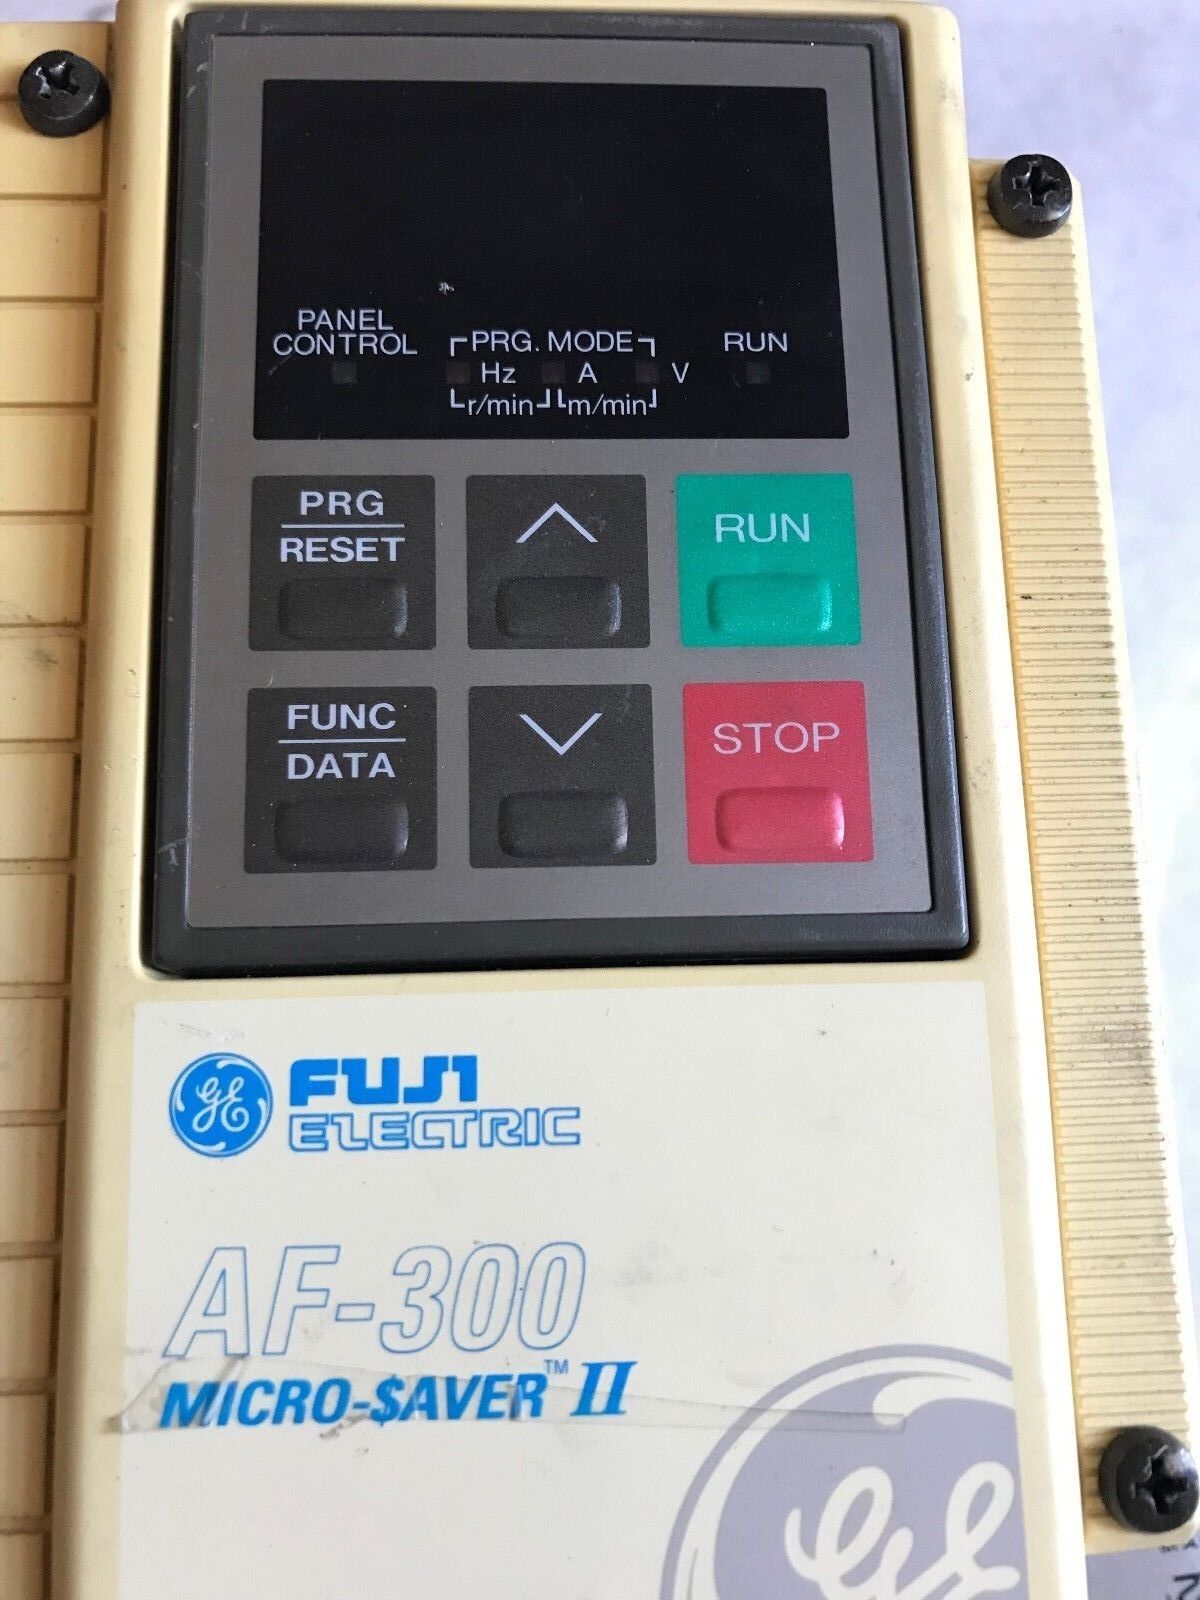 PANEL
CONTROL
PRG. MODE
RUN
Hz A V
r/min m/min
PRG
RESET
RUN
FUNC
DATA
STOP
GE FUJI
ELECTRIC
AF-300
MICRO-$AVER™ II
GE